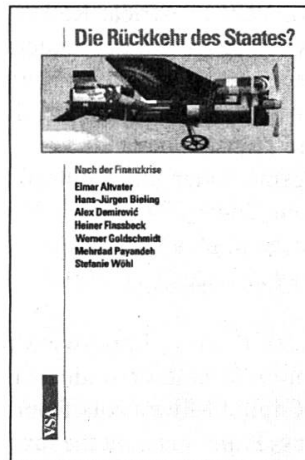 Die Rückkehr des Staates?
Nach der Finanzkrise
Elmar Altvater
Hans-Jürgen Bieling
Alex Demirović
Heiner Flassbeck
Werner Goldschmidt
Mehrdad Payandeh
Stefanie Wöhl
VSA